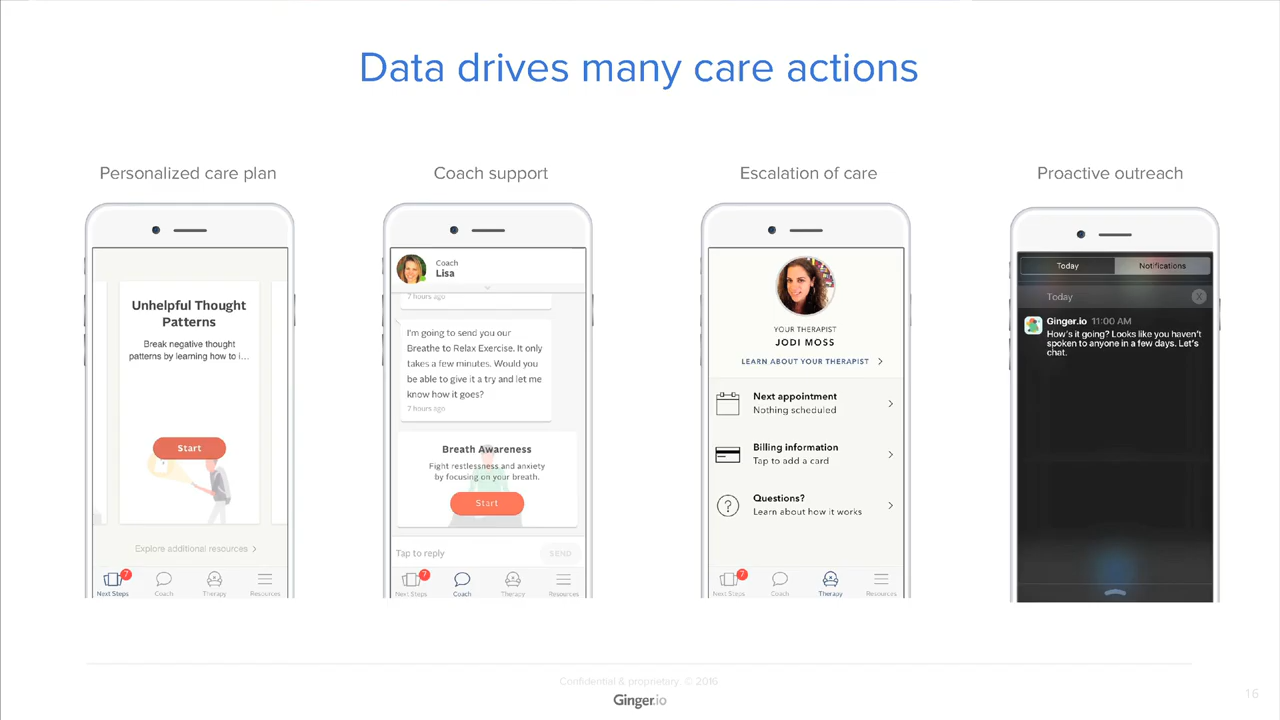 Data drives many care actions
Personalized care plan
Coach support
Escalation of care
Proactive outreach
Unhelpful Thought
Patterns
Break negative thought
patterns by learning how to i...
Start
Explore additional resources
7
Next Steps
Coach
Therapy
Resources
Coach
Lisa
7 hours ago
I'm going to send you our
Breathe to Relax Exercise. It only
takes a few minutes. Would you
be able to give it a try and let me
know how it goes?
7 hours ago
Breath Awareness
Fight restlessness and anxiety
by focusing on your breath.
Start
Tap to reply
SEND
7
Next Steps
Coach
Therapy
Resources
YOUR THERAPIST
JODI MOSS
LEARN ABOUT YOUR THERAPIST
Next appointment
Nothing scheduled
Billing information
Tap to add a card
?
Questions?
Learn about how it works
7
Next Steps
Coach
Therapy
Resources
Today
Notifications
Today
X
Ginger.io 11:00 AM
How's it going? Looks like you haven't
spoken to anyone in a few days. Let's
chat.
Confidential & proprietary. © 2016
Ginger.io
16